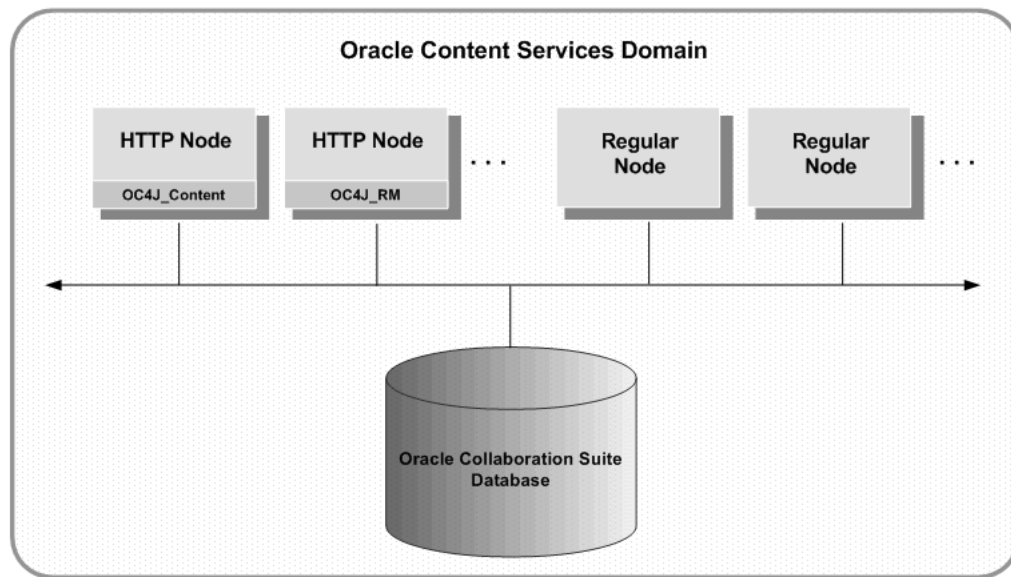 Oracle Content Services Domain
HTTP Node
OC4J_Content
HTTP Node
OC4J_RM
. . .
Regular
Node
Regular
Node
. . .
Oracle Collaboration Suite
Database